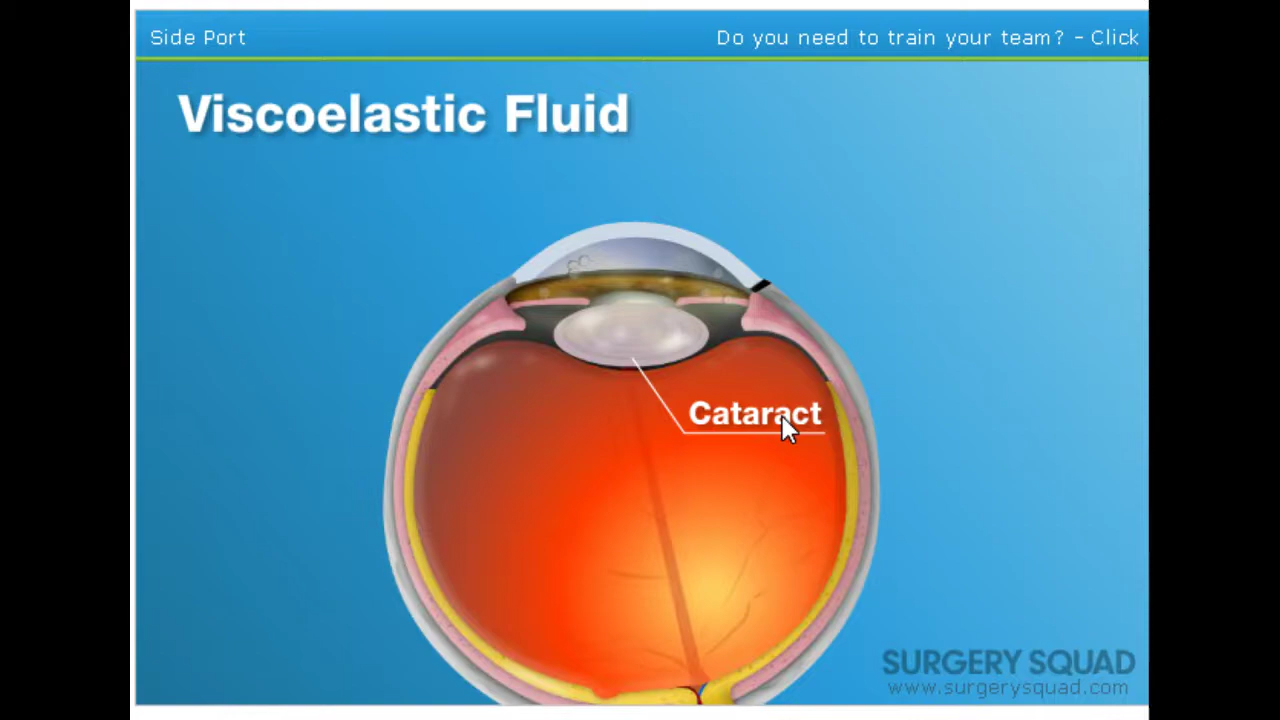 Side Port
Do you need to train your team? - Click
Viscoelastic Fluid
Cataract
SURGERY SQUAD
www.surgerysquad.com